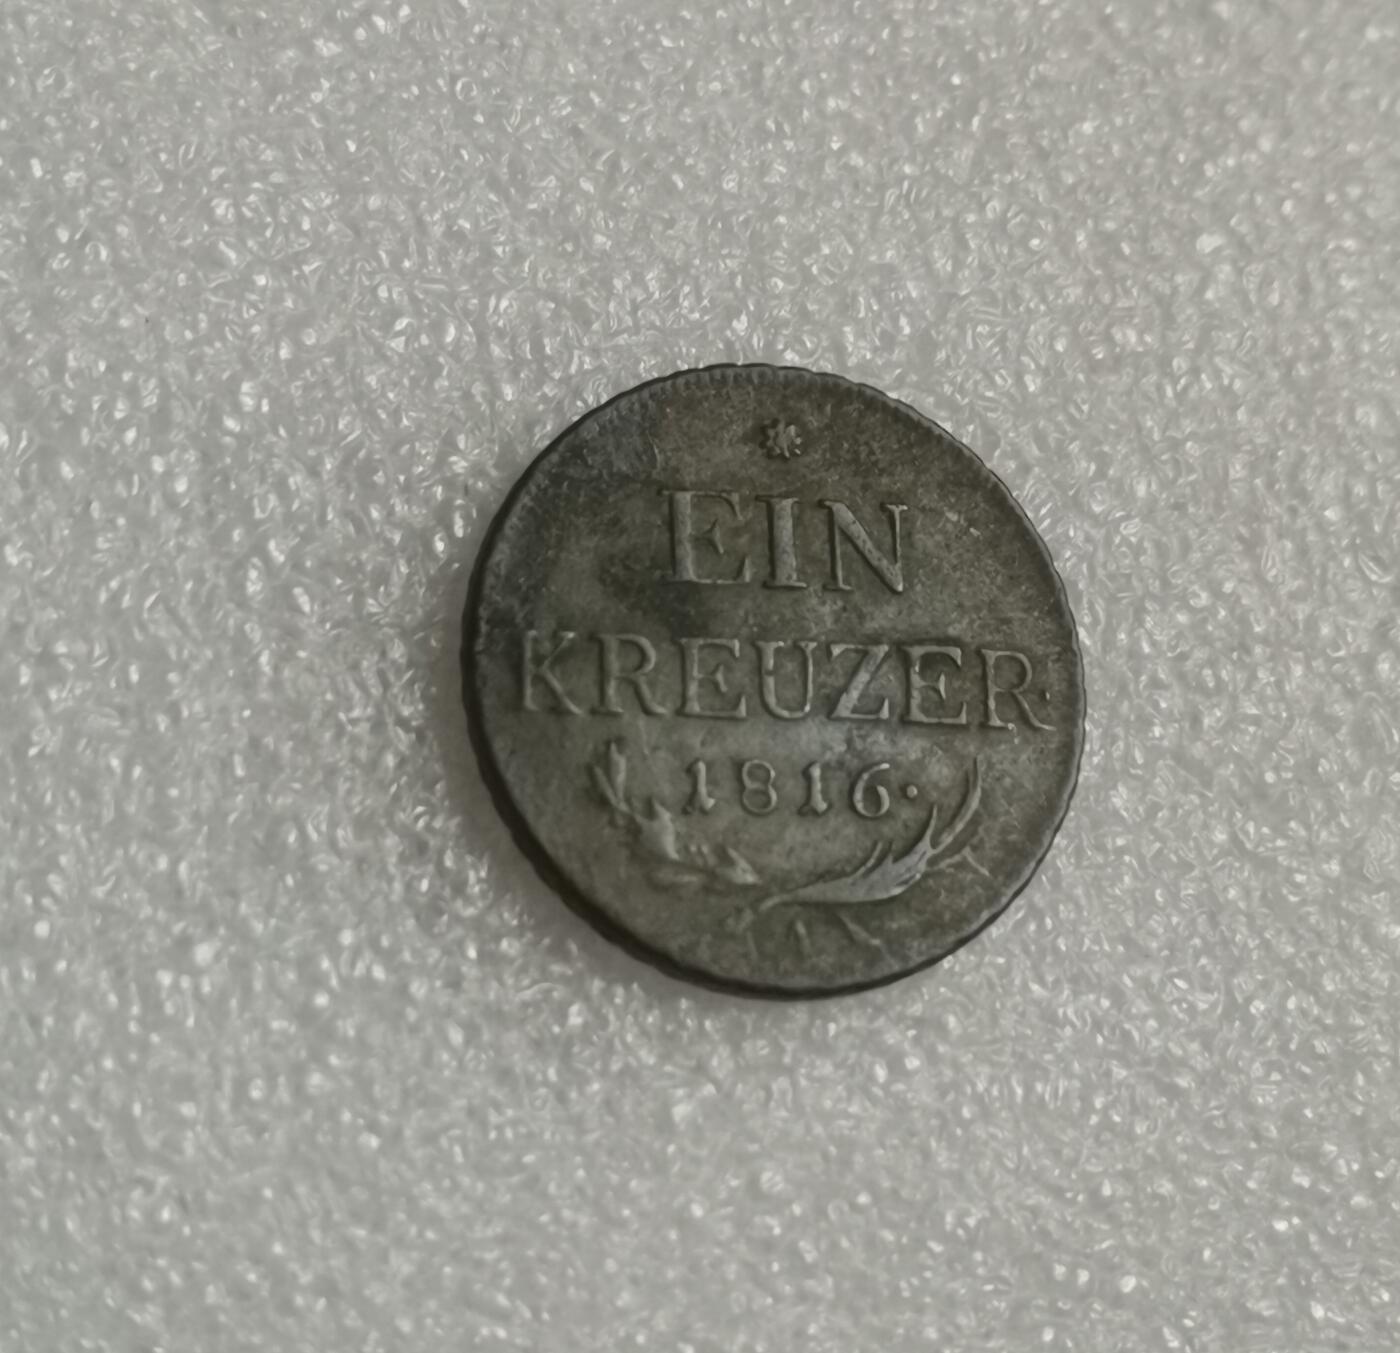 EIN
KREUZER.
1816.